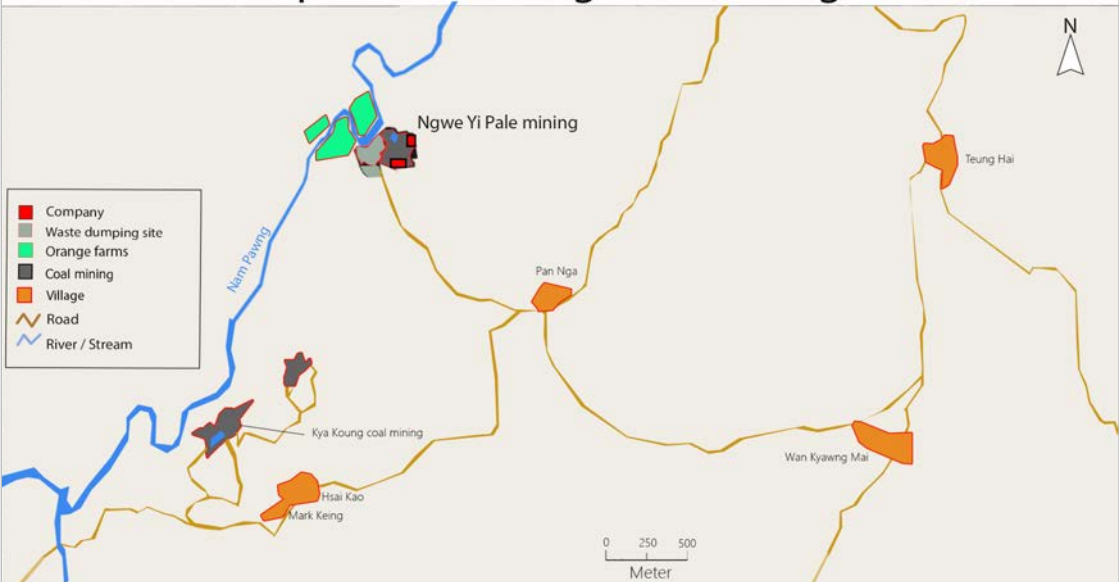 N
Ngwe Yi Pale mining
Teung Hai
Company
Waste dumping site
Orange farms
Coal mining
Village
Road
River / Stream
Nam Pawng
Pan Nga
Kya Koung coal mining
Wan Kyawng Mai
Hsai Kao
Mark Keing
0 250 500
Meter